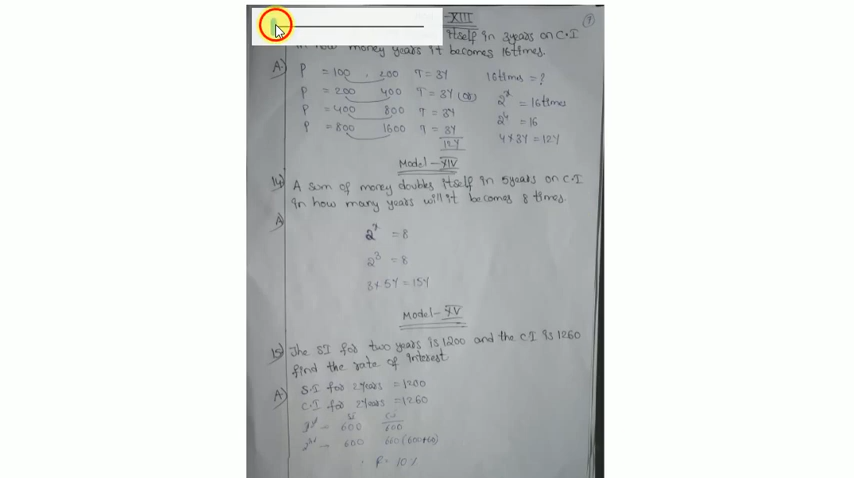 -XIII
itself in 3years on C.I
in how money years it becomes 16times.
A) P = 100 . 200 T = 3Y 16times = ?
P = 200 400 T = 3Y (OR) 2^x = 16times
P = 400 800 T = 3Y 2^4 = 16
P = 800 1600 T = 3Y 4 x 3Y = 12Y
12Y
Model - XIV
14) A sum of money doubles itself in 5years on C.I
in how many years will it becomes 8 times.
A)
2^x = 8
2^3 = 8
3 x 5Y = 15Y
Model - XV
15) The SI for two years is 1200 and the C.I is 1260
find the rate of interest
A) S.I for 2years = 1200
C.I for 2years = 1260
SI CI
1st - 600 600
2nd - 600 660 (600+60)
R = 10%